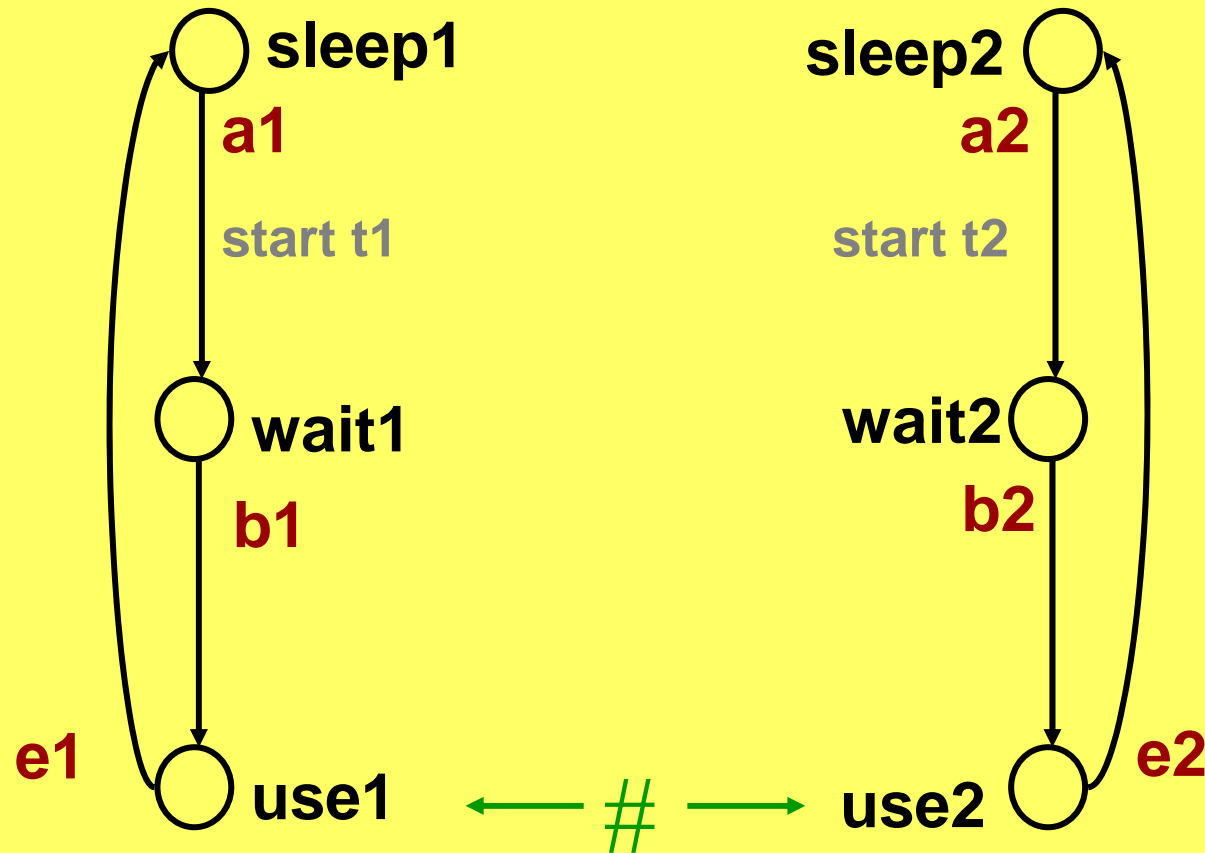 sleep1
sleep2
a1
a2
start t1
start t2
wait1
wait2
b1
b2
e1
e2
use1
#
use2